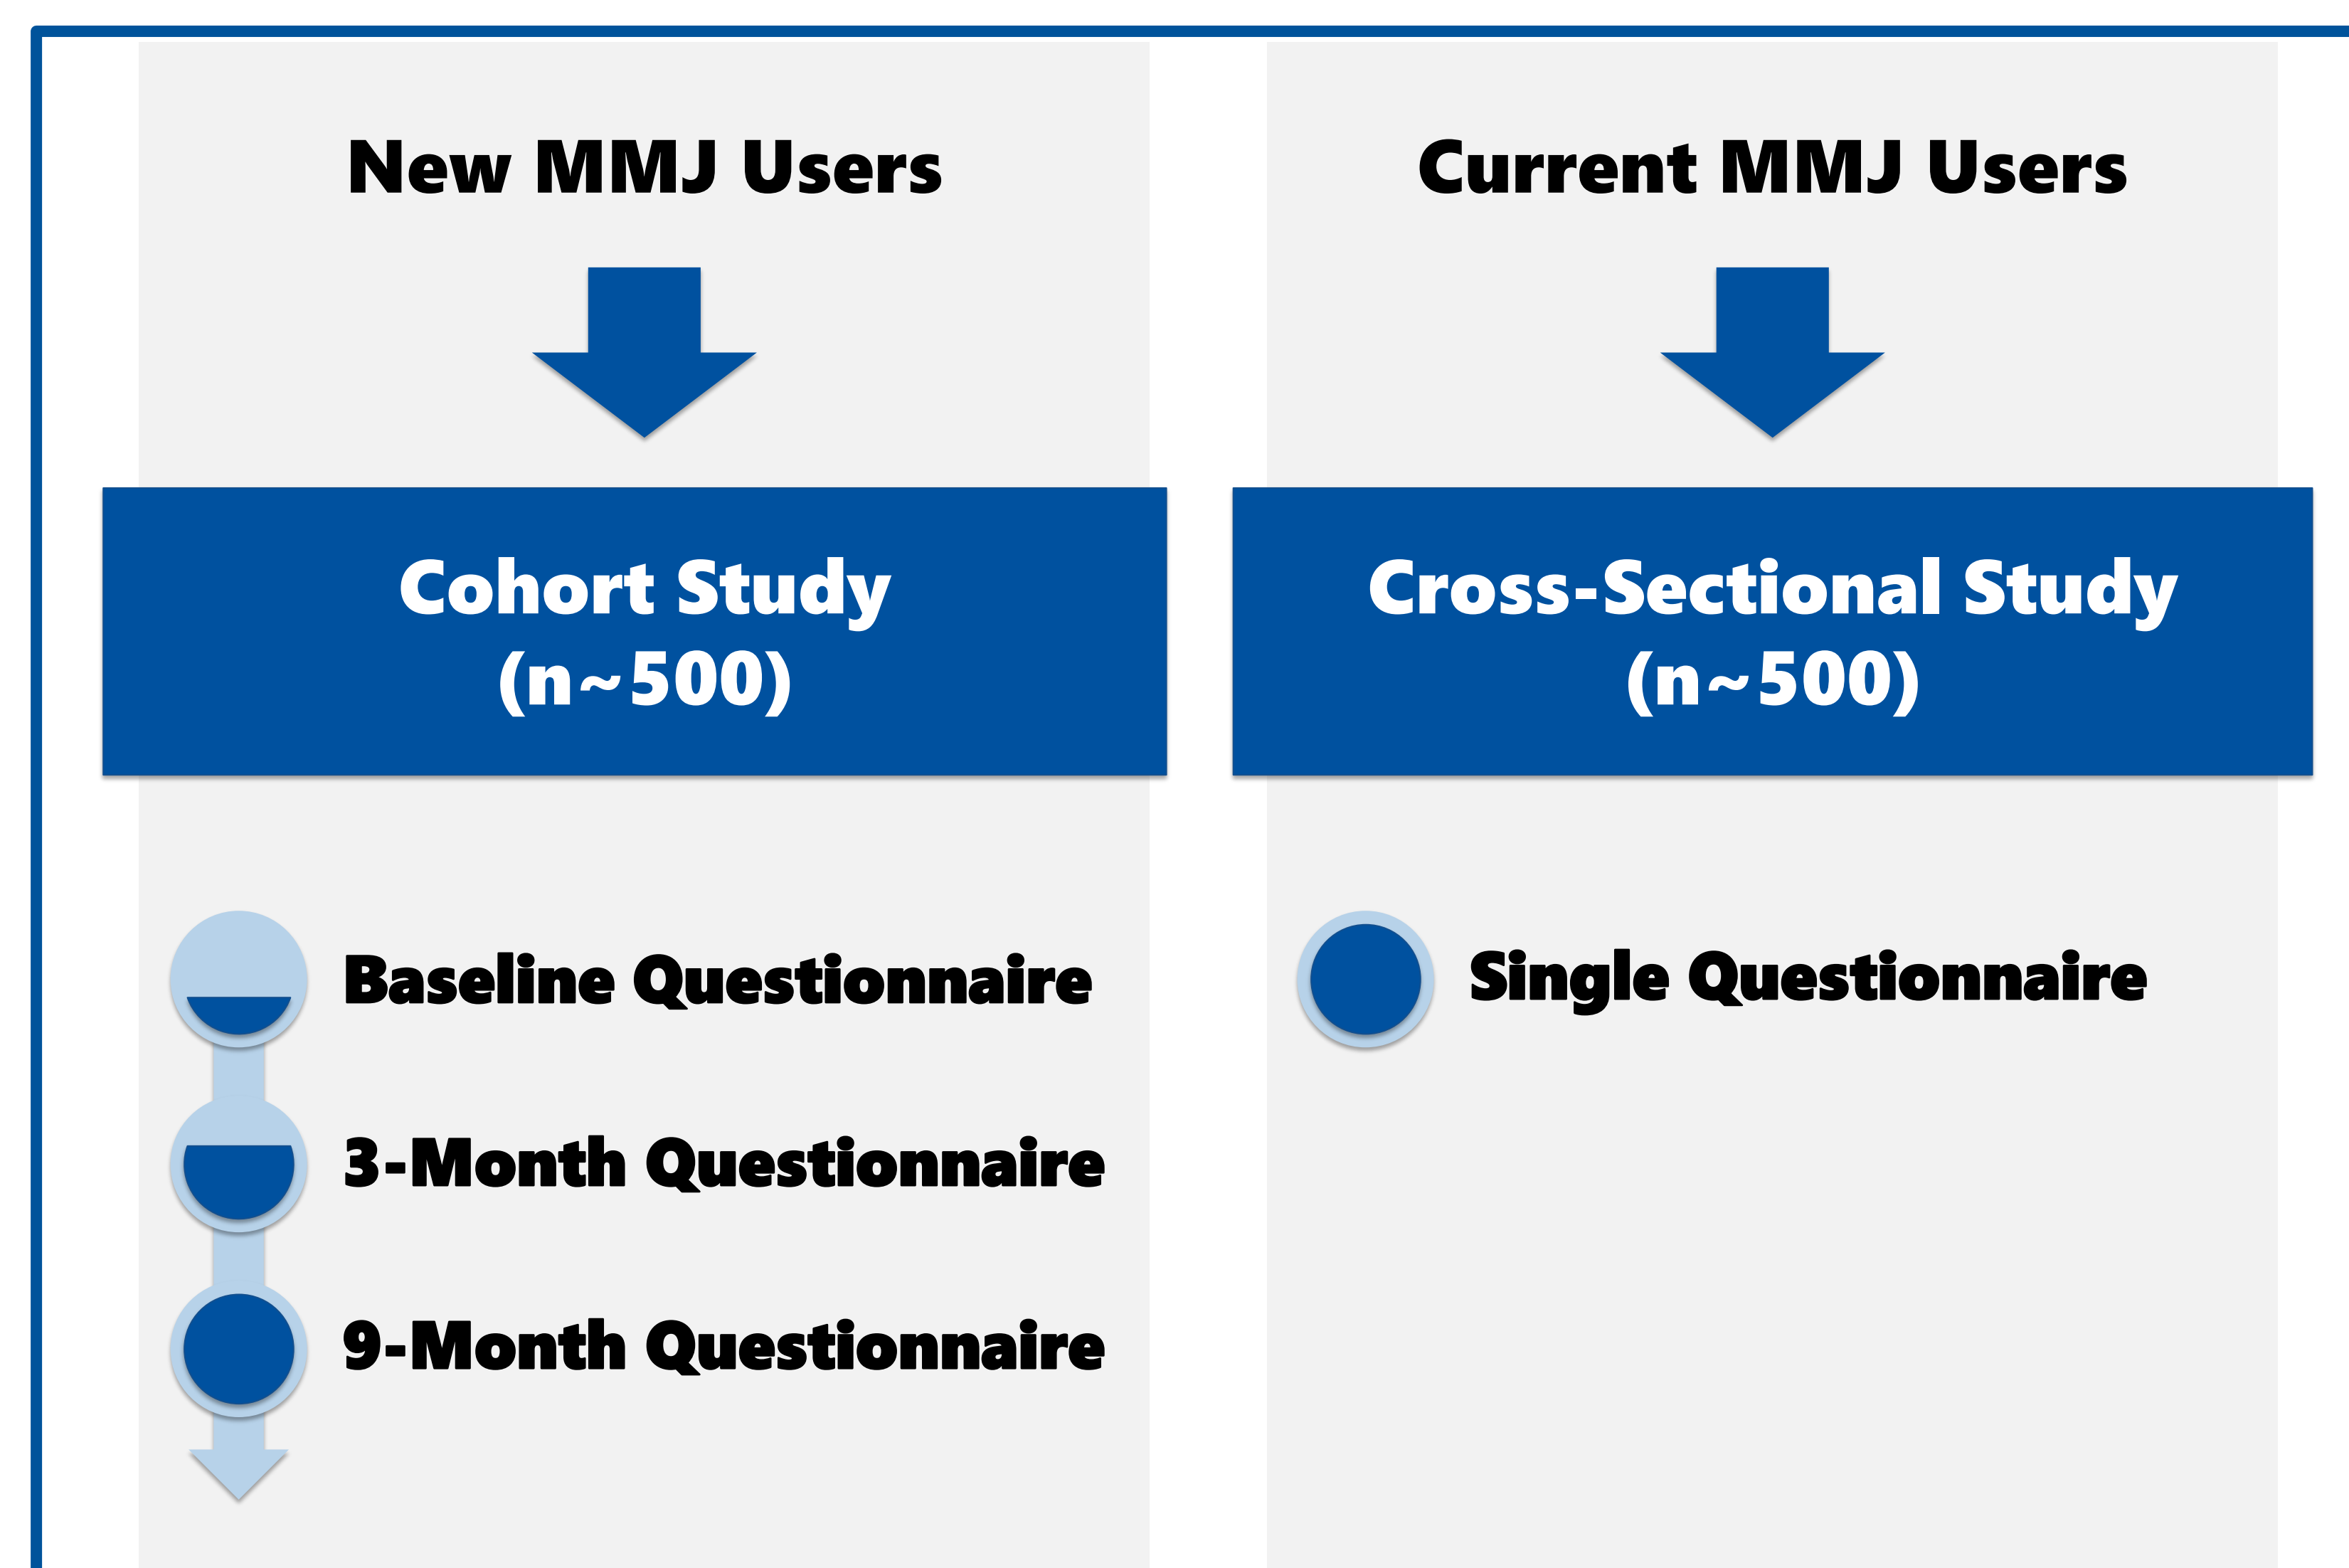 New MMJ Users
Cohort Study
(n~500)
Baseline Questionnaire
3-Month Questionnaire
9-Month Questionnaire
Current MMJ Users
Cross-Sectional Study
(n~500)
Single Questionnaire